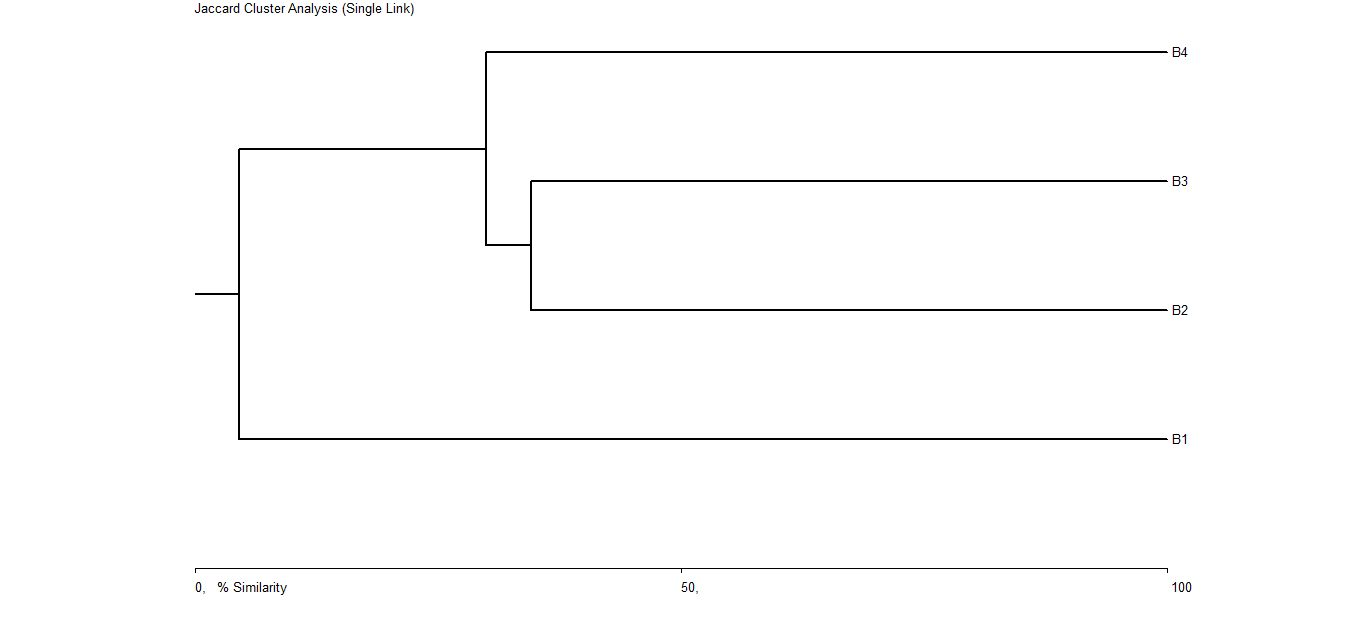 Jaccard Cluster Analysis (Single Link)
B4
B3
B2
B1
0, % Similarity 50, 100